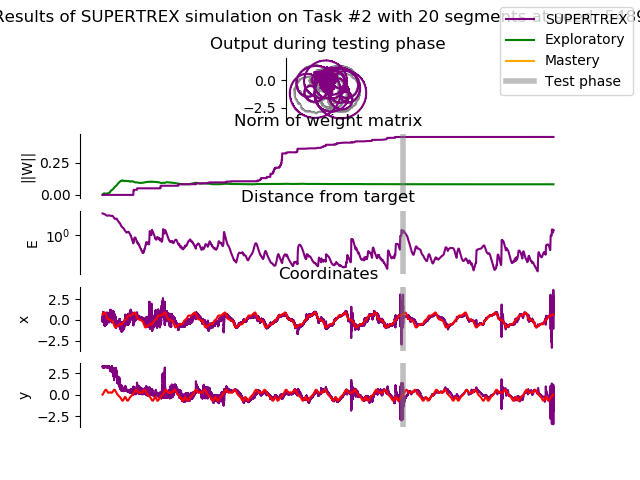 Results of SUPERTREX simulation on Task #2 with 20 segments
SUPERTREX
Exploratory
Mastery
Test phase
Output during testing phase
0.0
−2.5
Norm of weight matrix
||W||
0.25
0.00
Distance from target
E
10⁰
Coordinates
x
2.5
0.0
−2.5
y
2.5
0.0
−2.5